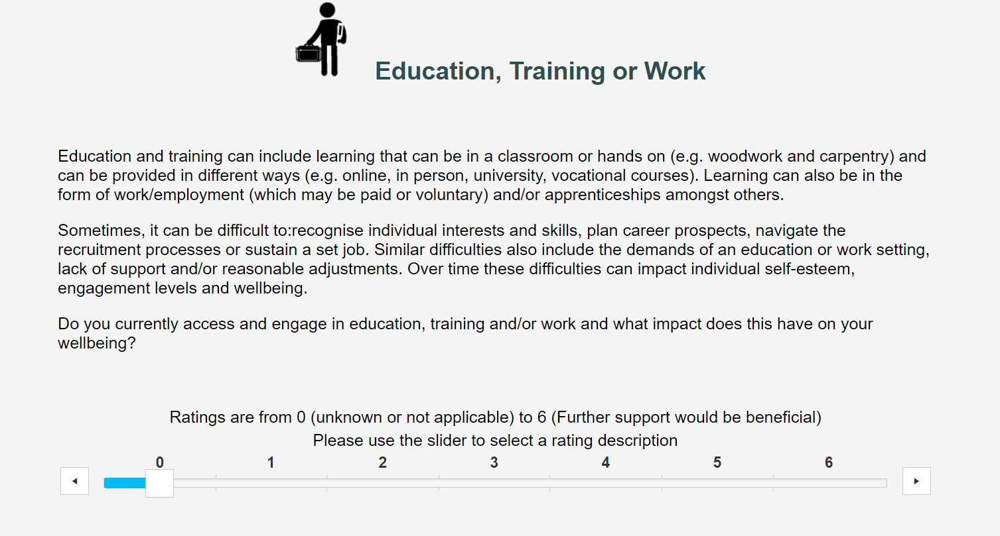 Education, Training or Work
Education and training can include learning that can be in a classroom or hands on (e.g. woodwork and carpentry) and
can be provided in different ways (e.g. online, in person, university, vocational courses). Learning can also be in the
form of work/employment (which may be paid or voluntary) and/or apprenticeships amongst others.
Sometimes, it can be difficult to:recognise individual interests and skills, plan career prospects, navigate the
recruitment processes or sustain a set job. Similar difficulties also include the demands of an education or work setting,
lack of support and/or reasonable adjustments. Over time these difficulties can impact individual self-esteem,
engagement levels and wellbeing.
Do you currently access and engage in education, training and/or work and what impact does this have on your
wellbeing?
Ratings are from 0 (unknown or not applicable) to 6 (Further support would be beneficial)
Please use the slider to select a rating description
0 1 2 3 4 5 6